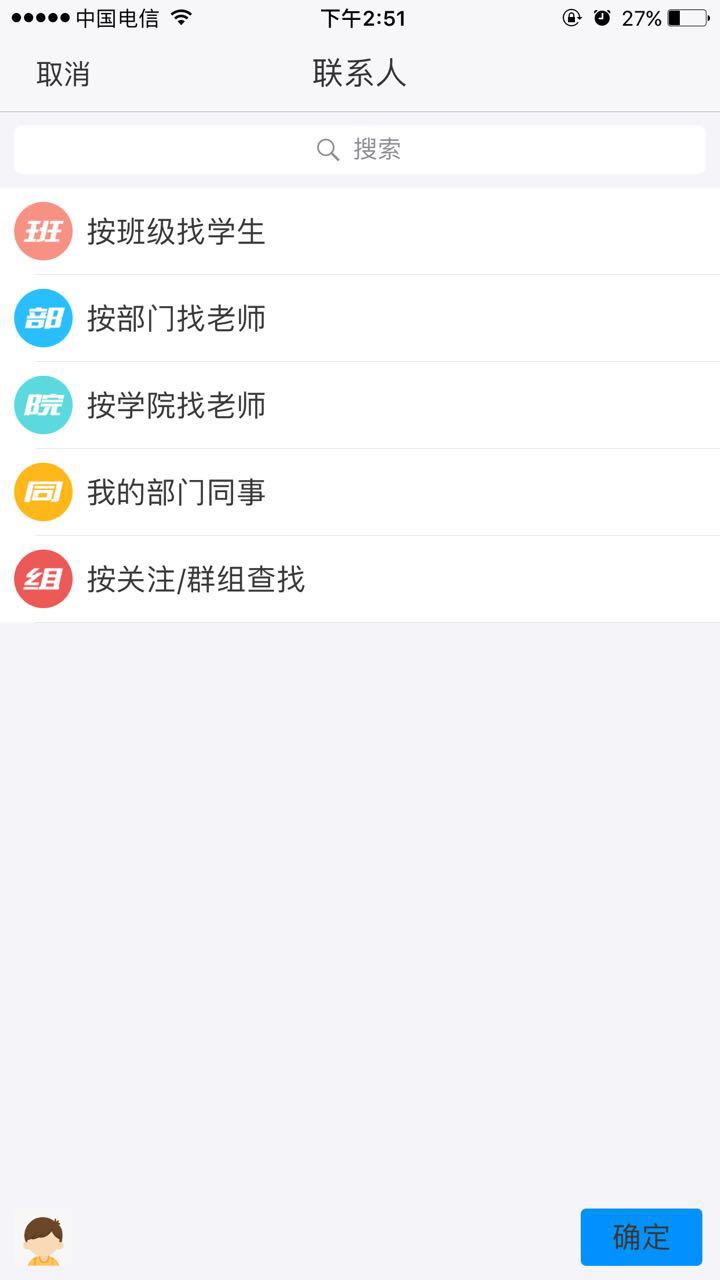 中国电信 下午2:51 27%
取消 联系人
搜索
班 按班级找学生
部 按部门找老师
院 按学院找老师
同 我的部门同事
组 按关注/群组查找
确定